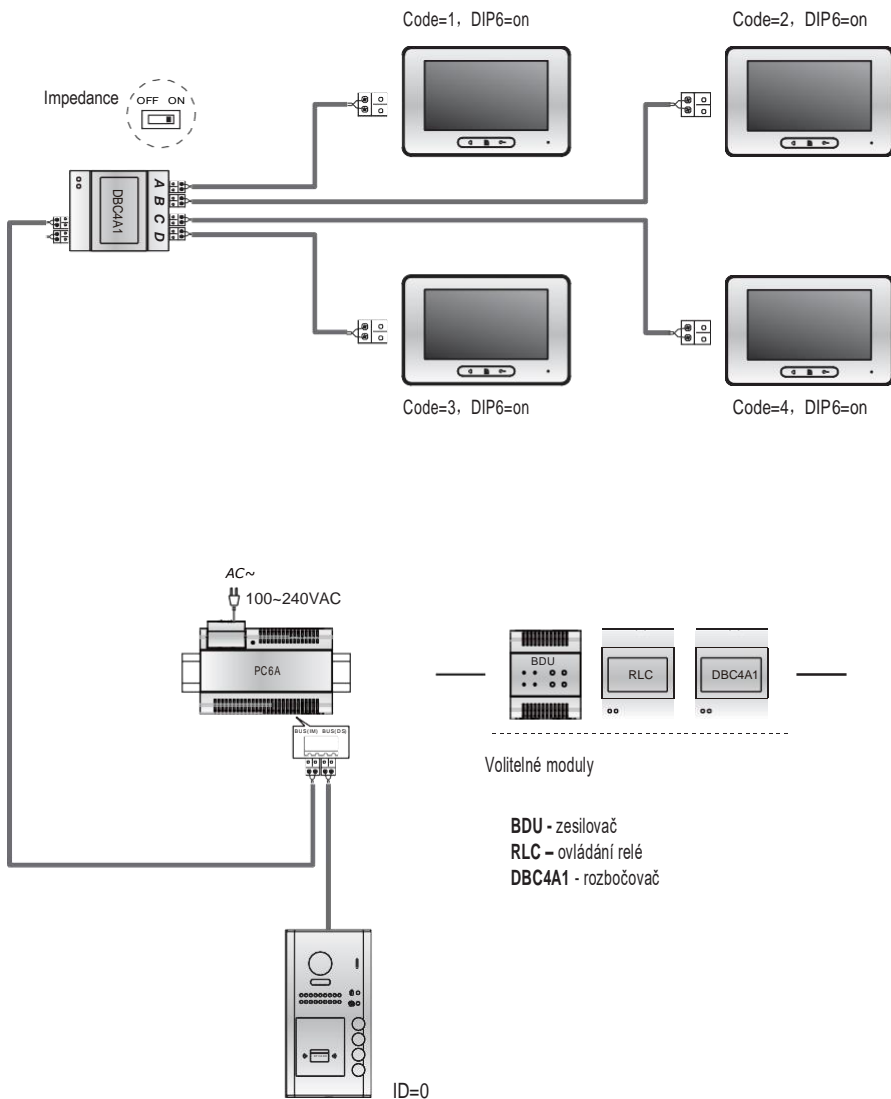 Code=1, DIP6=on
Code=2, DIP6=on
Impedance
OFF ON
DBC4A1
A
B
C
D
Code=3, DIP6=on
Code=4, DIP6=on
AC~
100~240VAC
PC6A
BUS(IM) BUS(DS)
BDU
RLC
DBC4A1
Volitelné moduly
BDU - zesilovač
RLC – ovládání relé
DBC4A1 - rozbočovač
ID=0